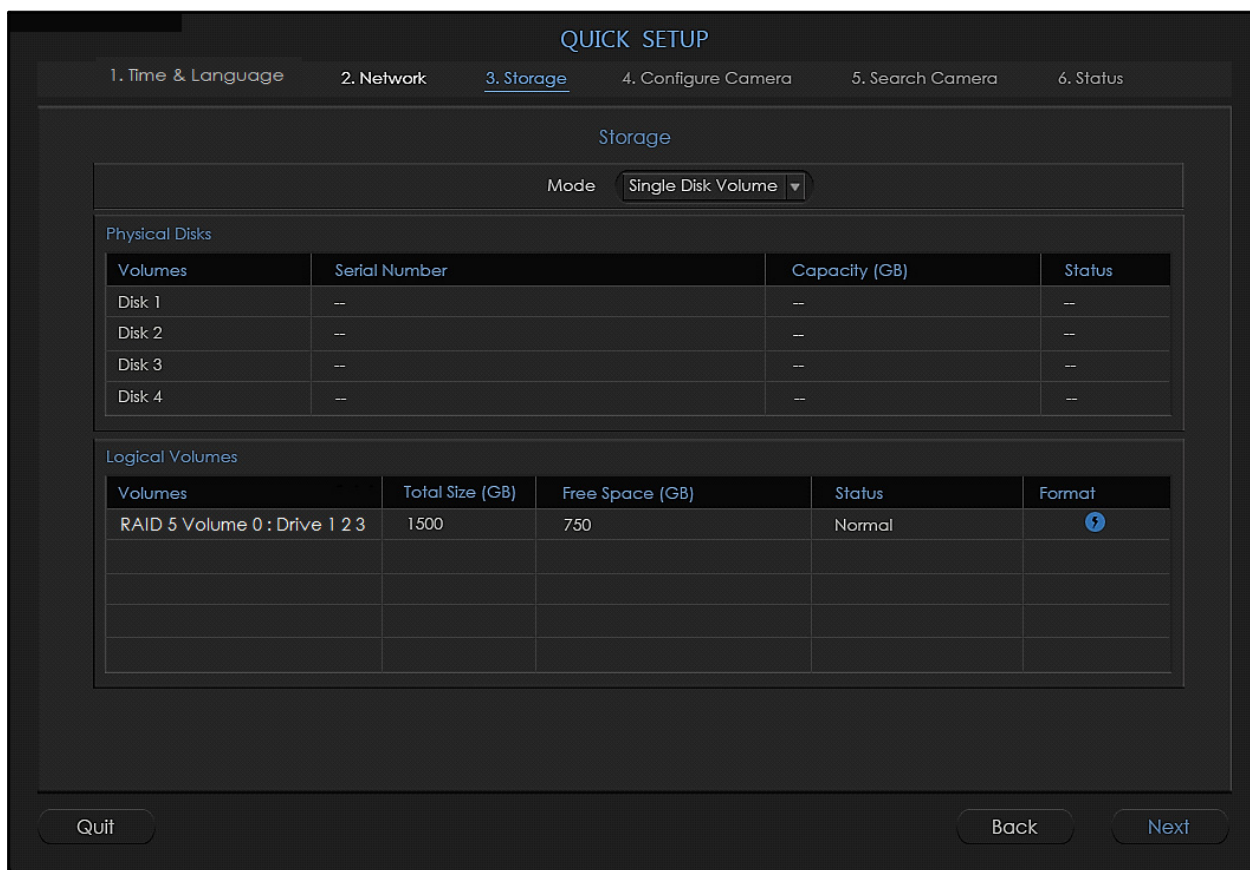 QUICK SETUP
1. Time & Language 2. Network 3. Storage 4. Configure Camera 5. Search Camera 6. Status
Storage
Mode Single Disk Volume
Physical Disks
Volumes Serial Number Capacity (GB) Status
Disk 1 -- -- --
Disk 2 -- -- --
Disk 3 -- -- --
Disk 4 -- -- --
Logical Volumes
Volumes Total Size (GB) Free Space (GB) Status Format
RAID 5 Volume 0 : Drive 1 2 3 1500 750 Normal
Quit Back Next